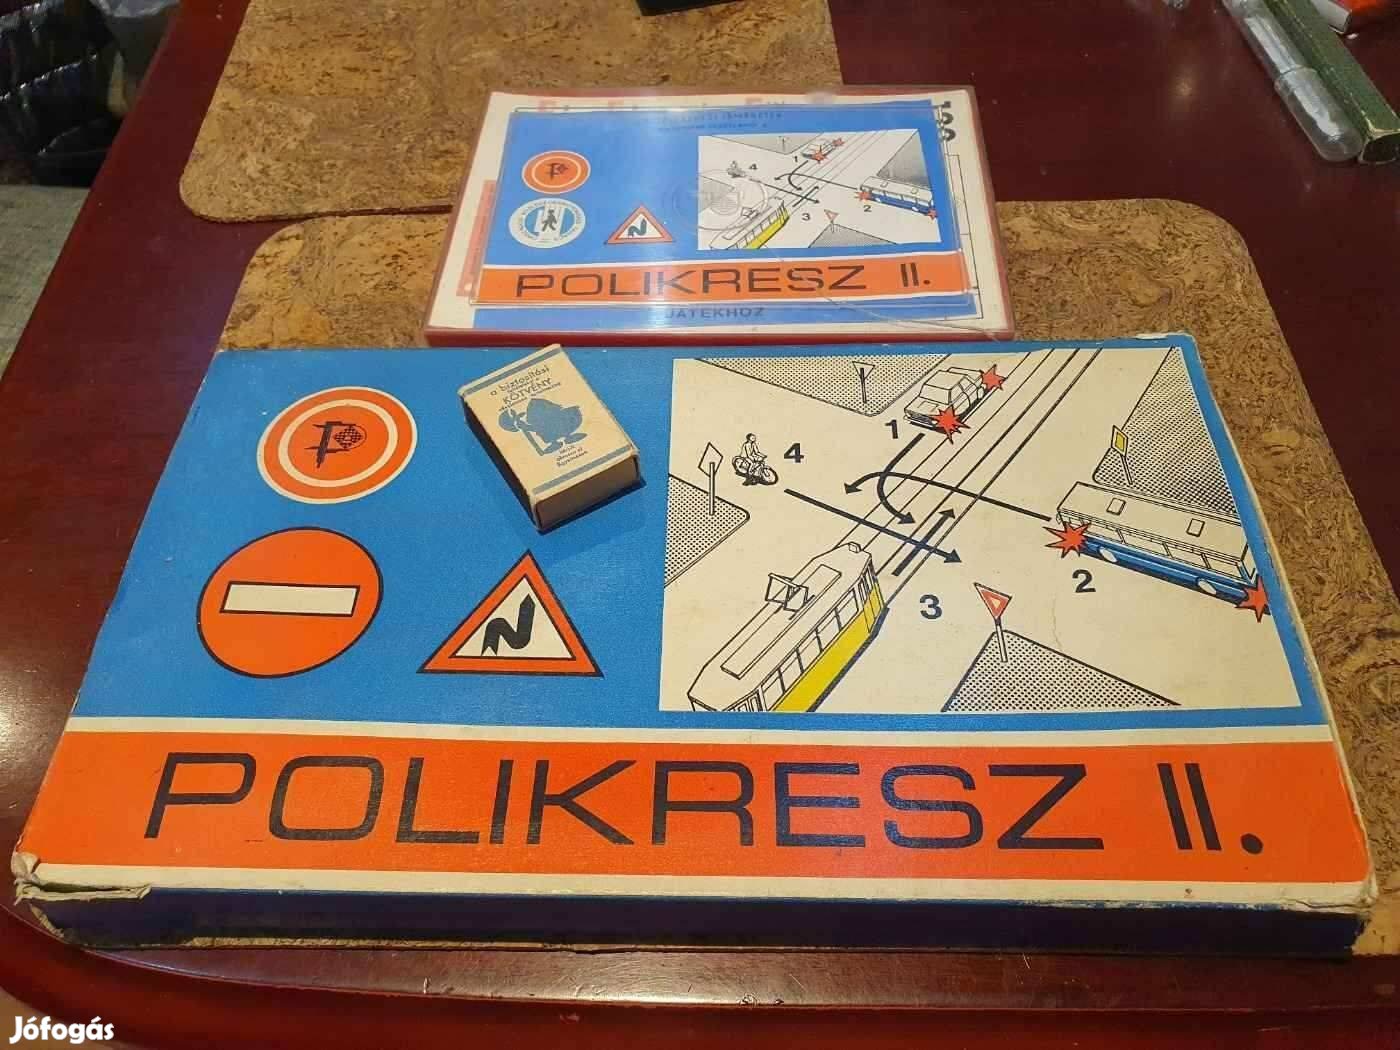 4
1
2
3
POLIKRESZ II.
JÁTÉKHOZ
a biztosítási
KÖTVÉNY
1
4
2
3
POLIKRESZ II.
Jófogás